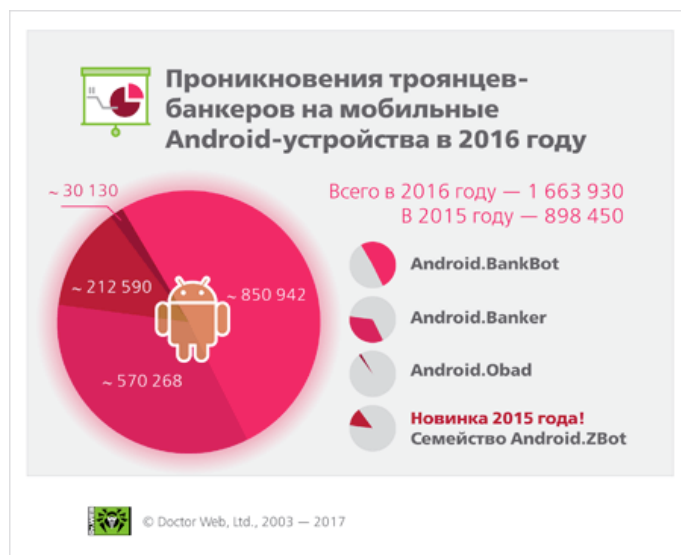 Проникновения троянцев-
банкеров на мобильные
Android-устройства в 2016 году
~ 30 130
Всего в 2016 году — 1 663 930
В 2015 году — 898 450
~ 212 590
~ 850 942
~ 570 268
Android.BankBot
Android.Banker
Android.Obad
Новинка 2015 года!
Семейство Android.ZBot
Dr.WEB
© Doctor Web, Ltd., 2003 — 2017